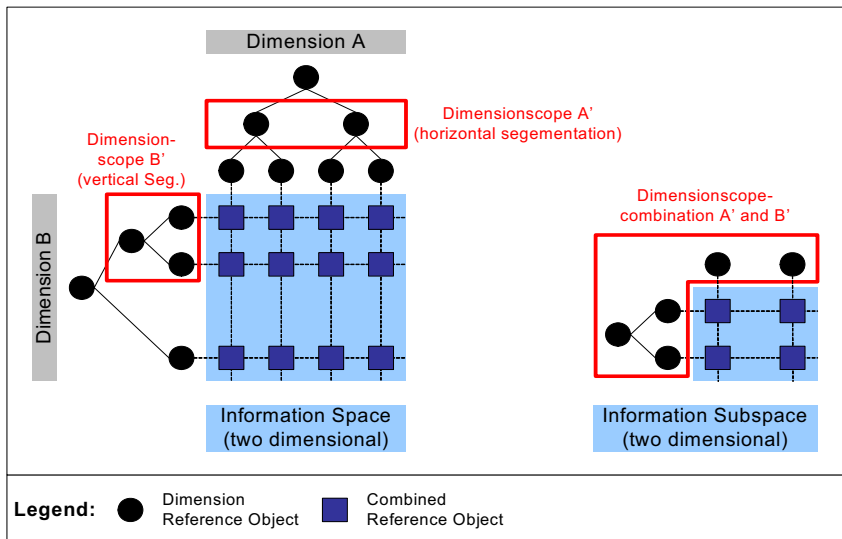 Dimension A
Dimensionscope A'
(horizontal segementation)
Dimension-
scope B'
(vertical Seg.)
Dimension B
Dimensionscope-
combination A' and B'
Information Space
(two dimensional)
Information Subspace
(two dimensional)
Legend:
Dimension
Reference Object
Combined
Reference Object